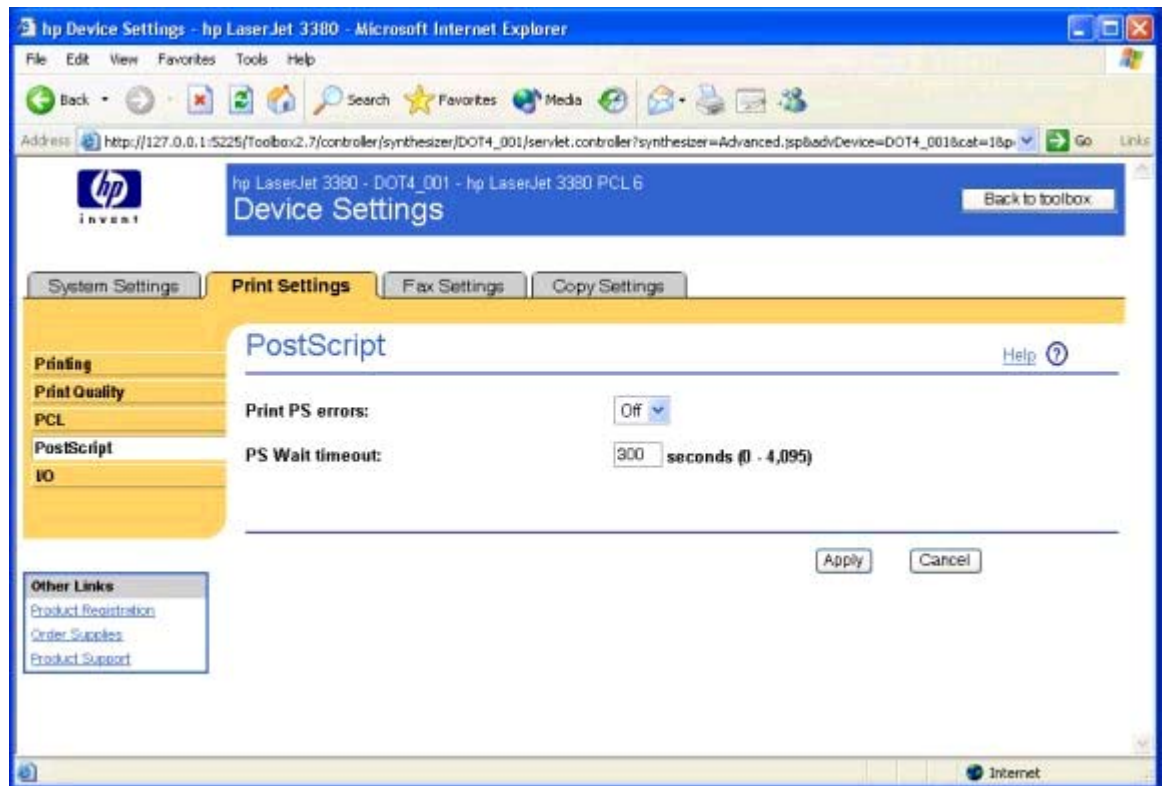 hp Device Settings - hp LaserJet 3380 - Microsoft Internet Explorer
File Edit View Favorites Tools Help
Back Search Favorites Media
Address http://127.0.0.1:5225/Toolbox2.7/controller/synthesizer/DOT4_001/servlet.controller?synthesizer=Advanced.jsp&advDevice=DOT4_001&cat=1&p Go Links
hp
invent
hp LaserJet 3380 - DOT4_001 - hp LaserJet 3380 PCL 6
Device Settings
Back to toolbox
System Settings Print Settings Fax Settings Copy Settings
Printing
Print Quality
PCL
PostScript
I/O
PostScript
Help ?
Print PS errors: Off
PS Wait timeout: 300 seconds (0 - 4,095)
Apply Cancel
Other Links
Product Registration
Order Supplies
Product Support
Internet